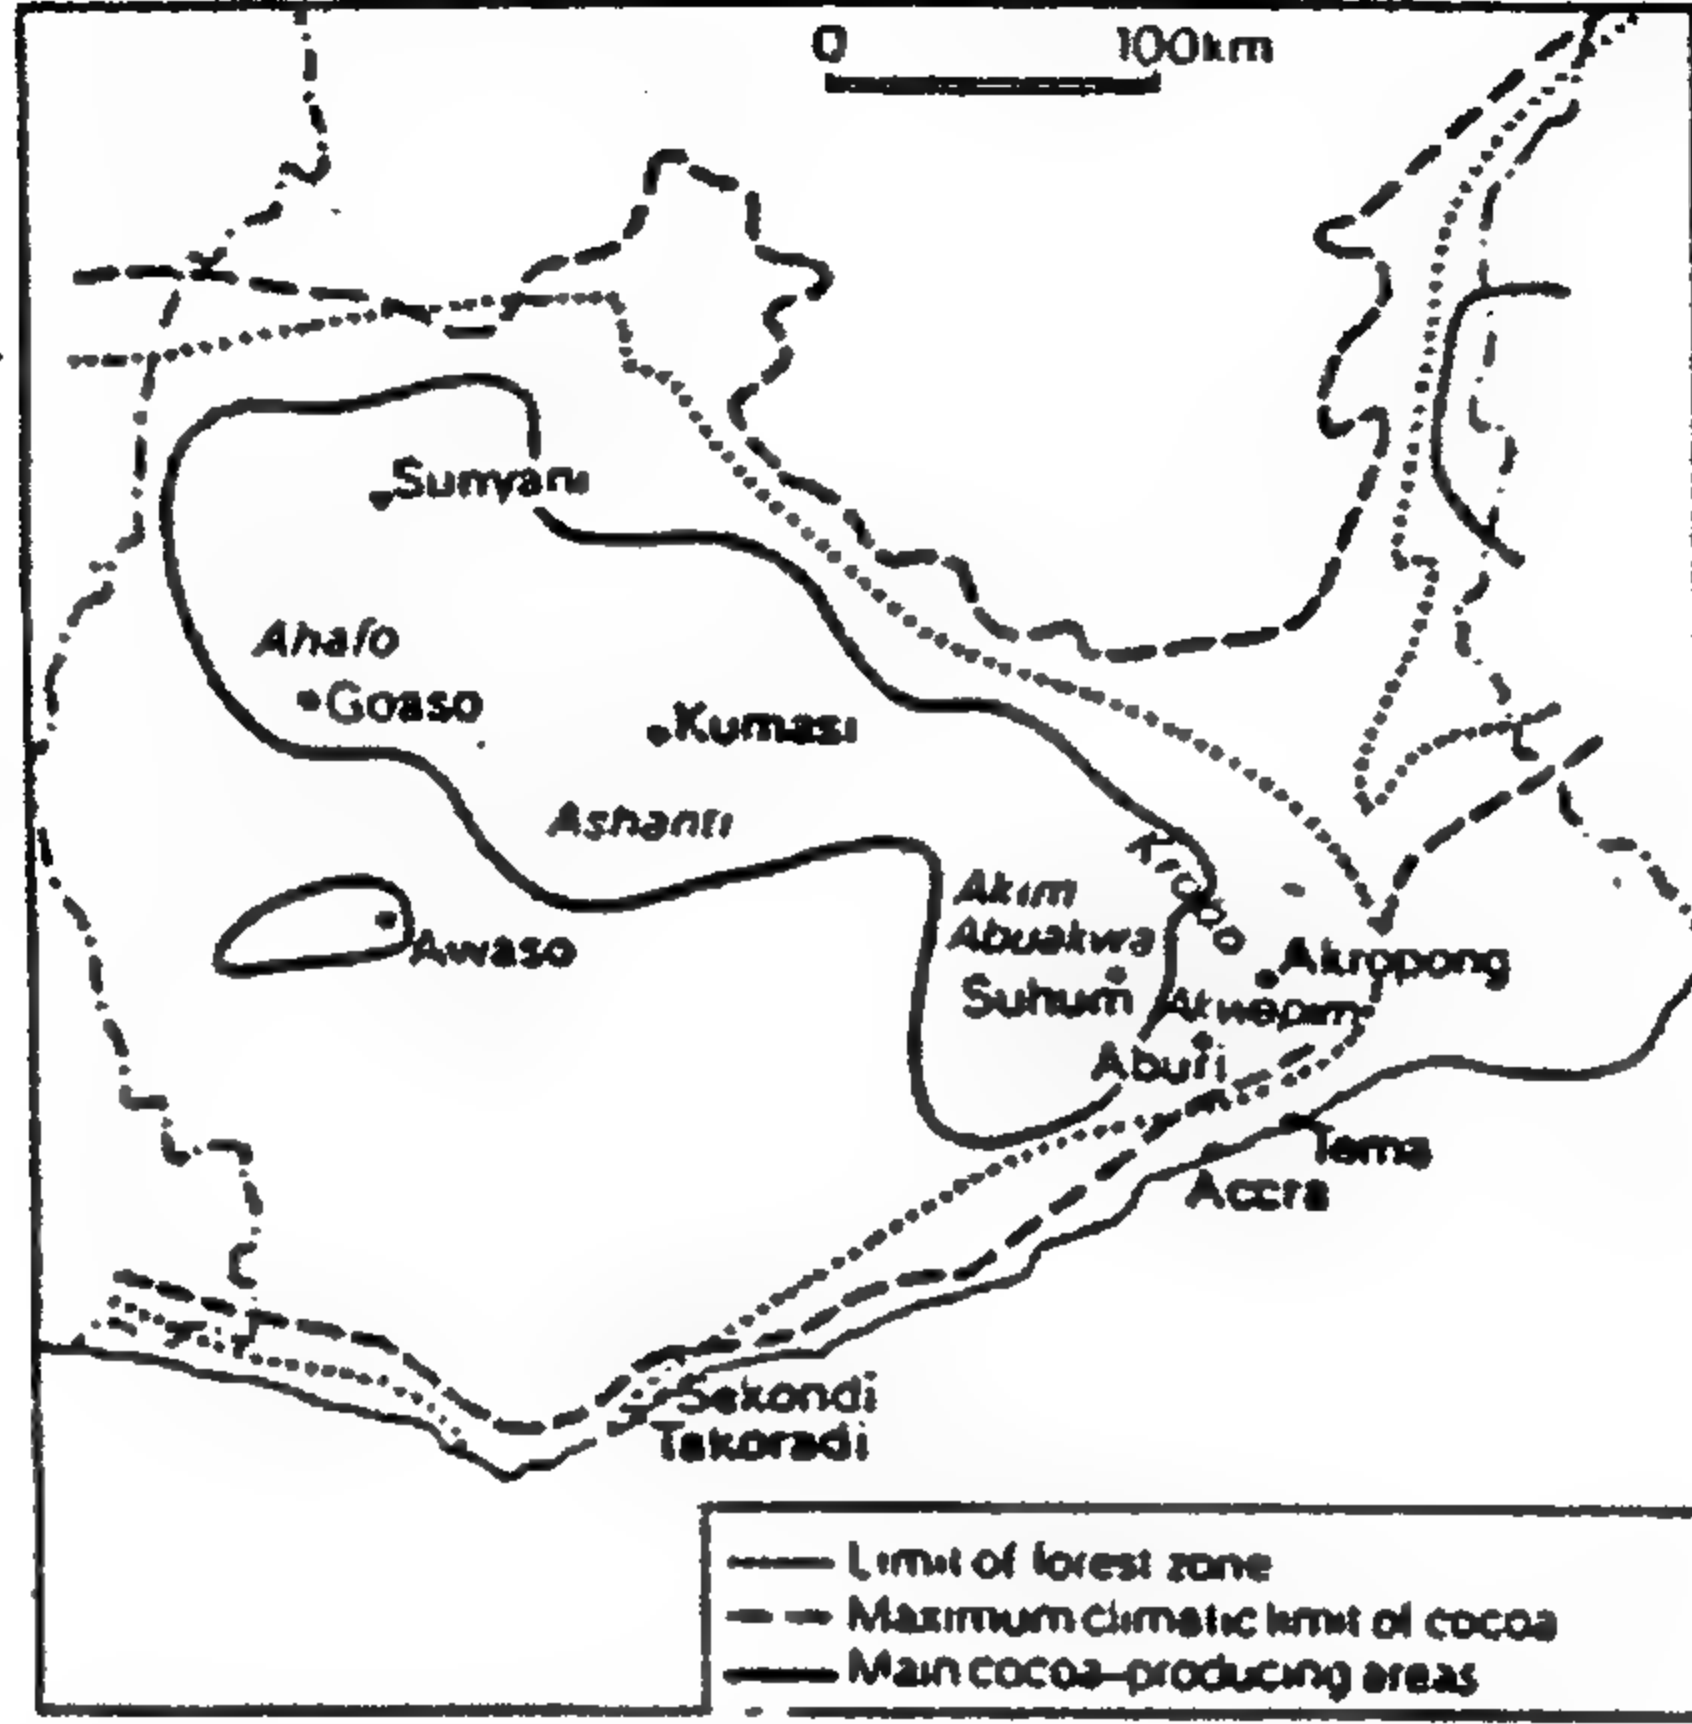 0 100km
Sunyani
Ahafo
Goaso
Kumasi
Ashanti
Krobo
Akim
Abuakwa
Suhum
Awaso
Akropong
Akwapim
Aburi
Tema
Accra
Sekondi
Takoradi
Limit of forest zone
Maximum climatic limit of cocoa
Main cocoa-producing areas